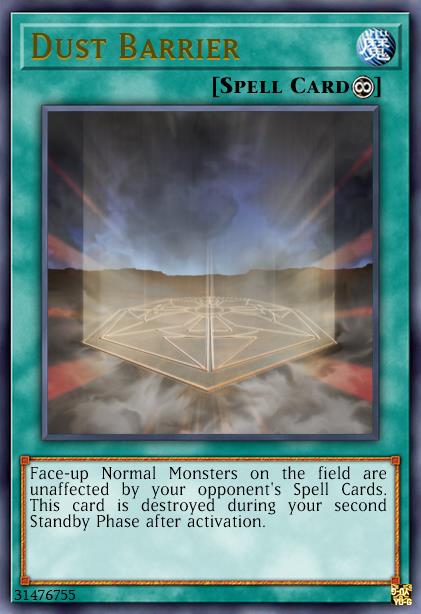 Dust Barrier
[Spell Card]
Face-up Normal Monsters on the field are
unaffected by your opponent's Spell Cards.
This card is destroyed during your second
Standby Phase after activation.
31476755